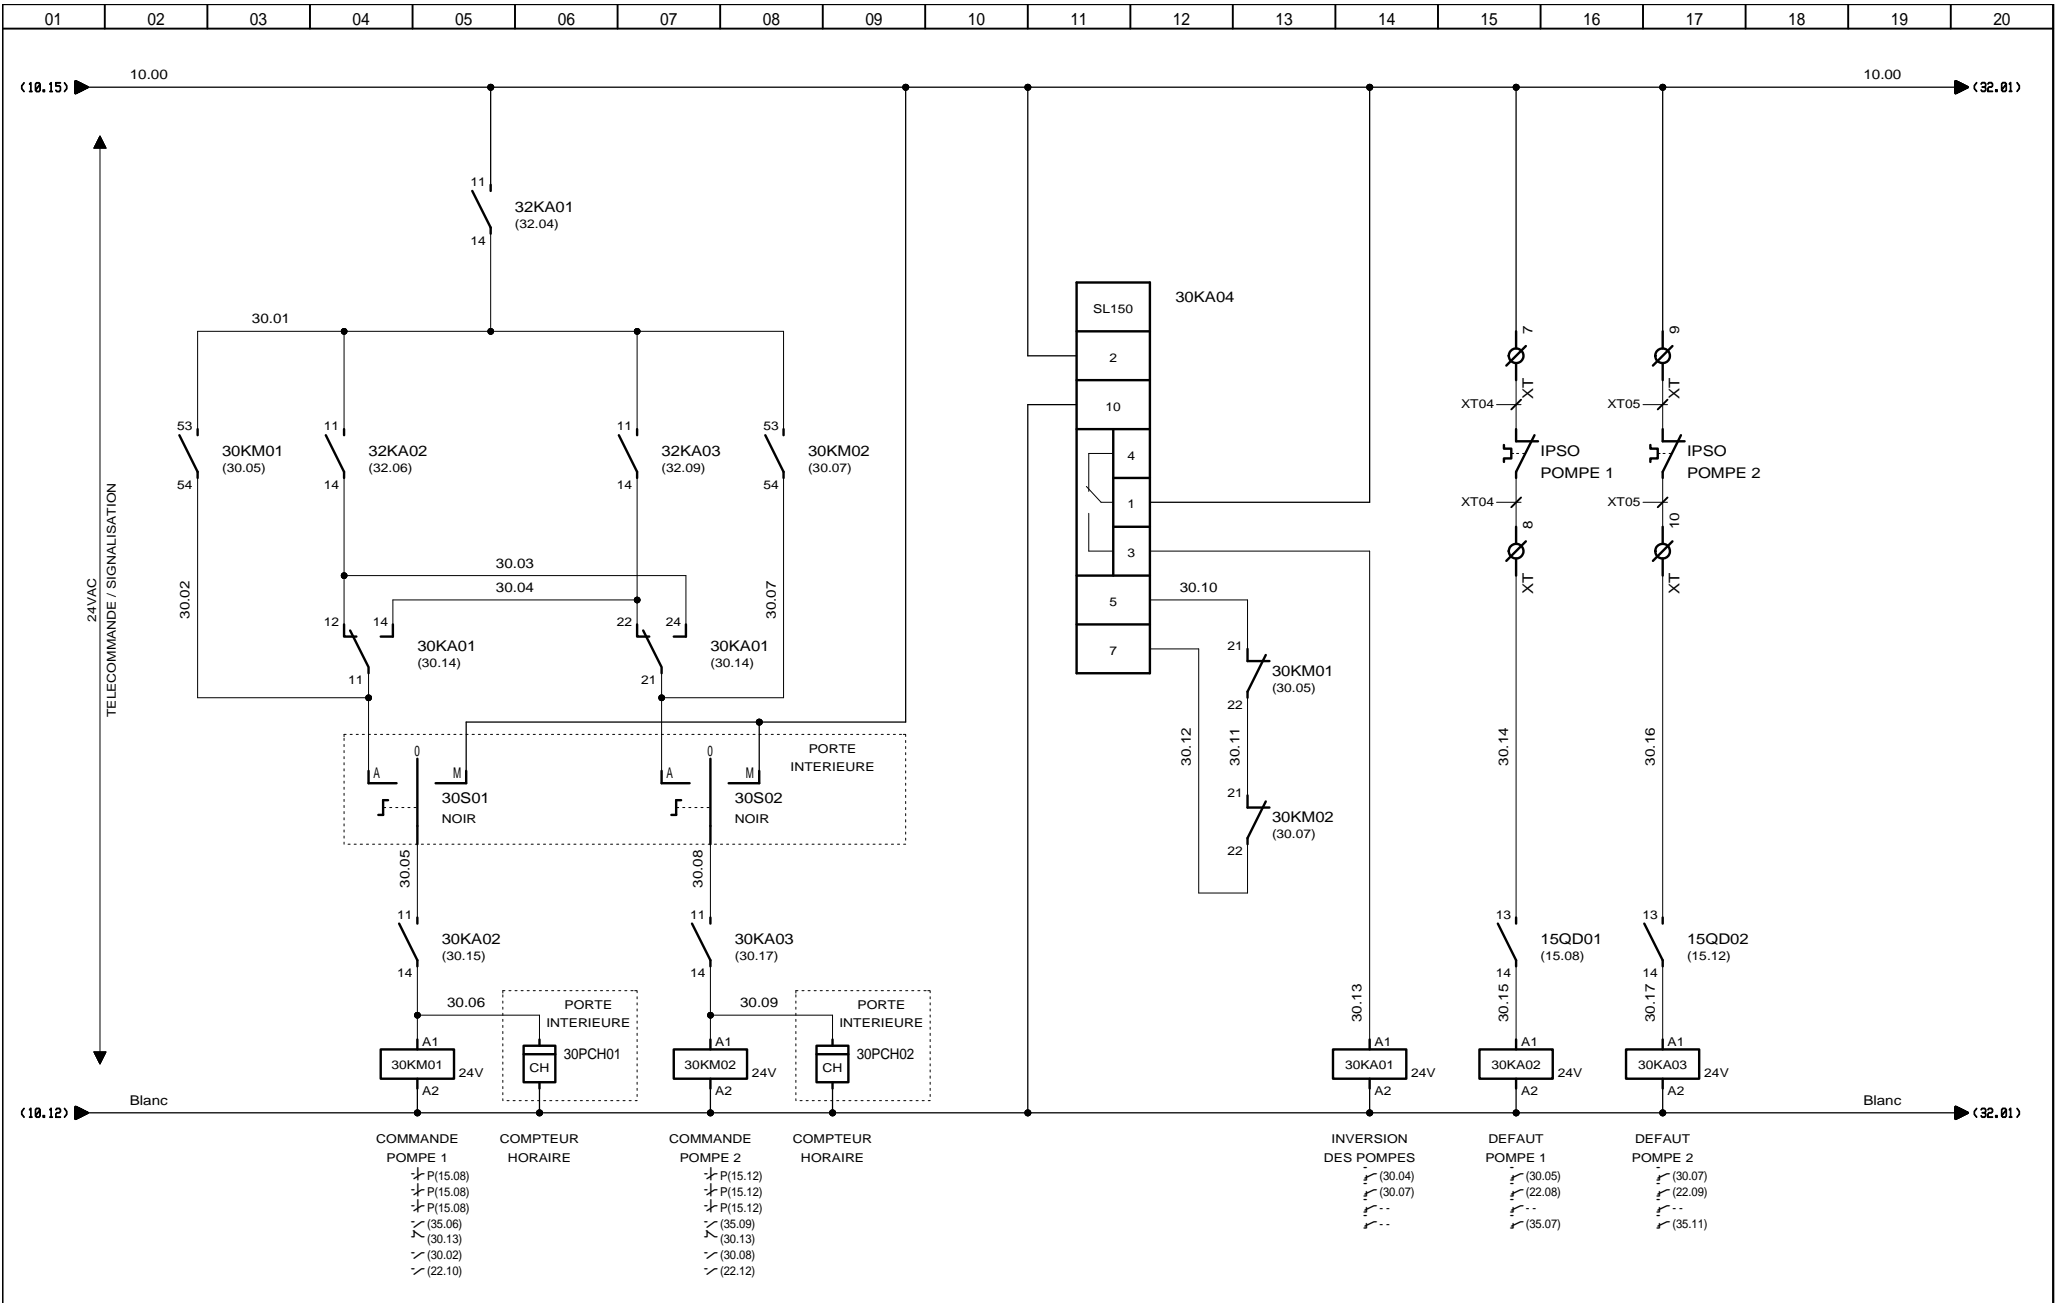 01 02 03 04 05 06 07 08 09 10 11 12 13 14 15 16 17 18 19 20
10.00 10.00
(10.15) (32.01)
11
32KA01
(32.04)
14
24VAC
TELECOMMANDE / SIGNALISATION
30.01
53 11 11 53
30KM01 32KA02 32KA03 30KM02
(30.05) (32.06) (32.09) (30.07)
54 14 14 54
30.02 30.03 30.07
30.04
12 14 22 24
30KA01 30KA01
(30.14) (30.14)
11 21
PORTE
INTERIEURE
A 0 M A 0 M
30S01 30S02
NOIR NOIR
30.05 30.08
11 11
30KA02 30KA03
(30.15) (30.17)
14 14
30.06 30.09
PORTE PORTE
INTERIEURE INTERIEURE
A1 30PCH01 A1 30PCH02
30KM01 24V CH 30KM02 24V CH
A2 A2
SL150 30KA04
2
10
4
1
3
5 30.10
7
21
30KM01
(30.05)
22
30.12 30.11
21
30KM02
(30.07)
22
7 9
XT XT
XT04 XT05
IPSO IPSO
POMPE 1 POMPE 2
XT04 XT05
8 10
XT XT
30.14 30.16
13 13
15QD01 15QD02
(15.08) (15.12)
14 14
30.13 30.15 30.17
A1 A1 A1
30KA01 24V 30KA02 24V 30KA03 24V
A2 A2 A2
Blanc Blanc
(10.12) (32.01)
COMMANDE COMPTEUR COMMANDE COMPTEUR INVERSION DEFAUT DEFAUT
POMPE 1 HORAIRE POMPE 2 HORAIRE DES POMPES POMPE 1 POMPE 2
P(15.08) P(15.12) (30.04) (30.05) (30.07)
P(15.08) P(15.12) (30.07) (22.08) (22.09)
P(15.08) P(15.12) -- -- --
(35.06) (35.09) -- (35.07) (35.11)
(30.13) (30.13)
(30.02) (30.08)
(22.10) (22.12)